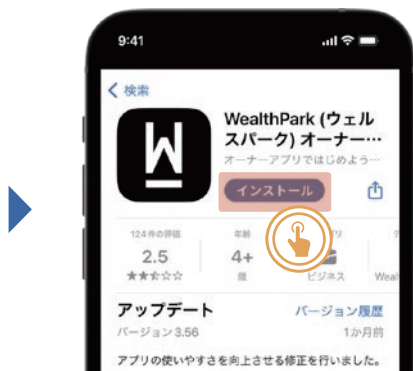 9:41
検索
WealthPark (ウェル
スパーク) オーナー…
オーナーアプリではじめよう…
インストール
124件の評価
年齢
2.5
4+
歳
ビジネス
Weal
アップデート
バージョン履歴
バージョン 3.56
1か月前
アプリの使いやすさを向上させる修正を行いました。